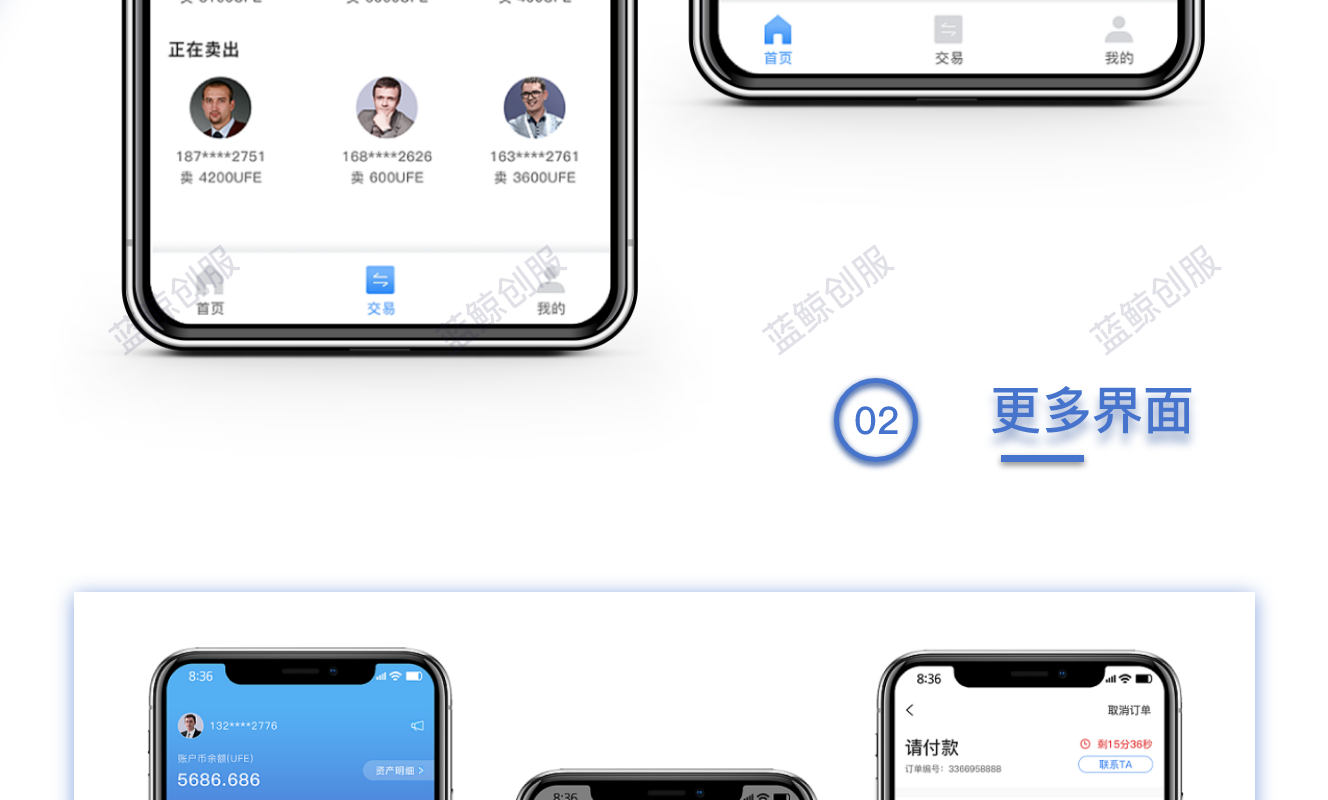 正在卖出
187****2751
168****2626
163****2761
卖 4200UFE
卖 600UFE
卖 3600UFE
首页
交易
我的
首页
交易
我的
蓝鲸创服
蓝鲸创服
蓝鲸创服
蓝鲸创服
02
更多界面
8:36
132****2776
账户币余额(UFE)
5686.686
资产明细 >
8:36
8:36
取消订单
请付款
剩15分36秒
订单编号：3366958888
联系TA